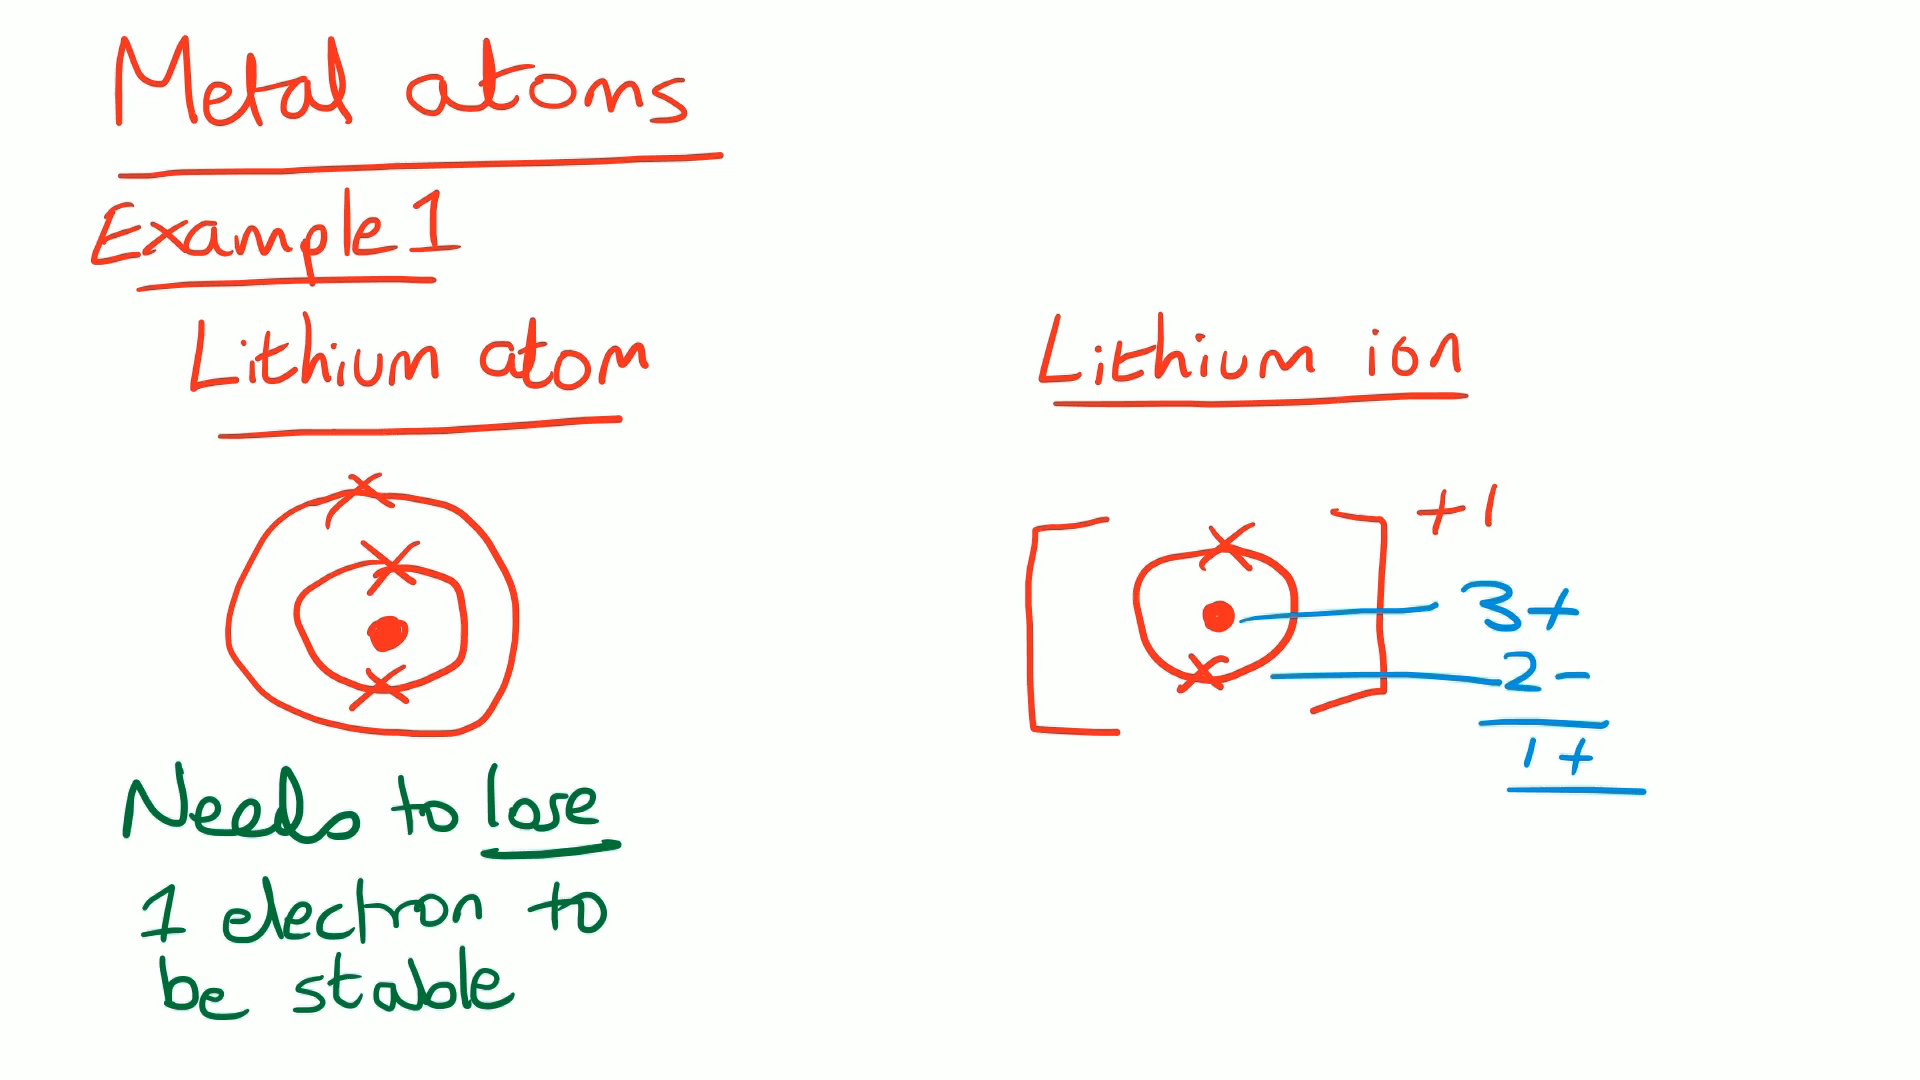 Metal atoms
Example 1
Lithium atom
Lithium ion
+1
3+
2-
1+
Needs to lose
1 electron to
be stable